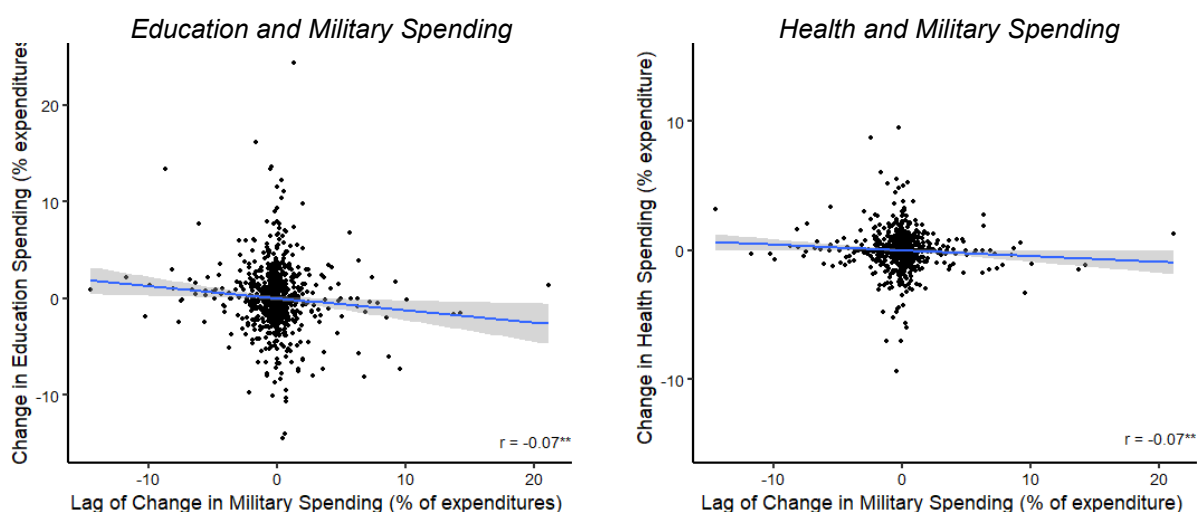 Education and Military Spending
Change in Education Spending (% expenditures
20
10
0
-10
r = -0.07**
-10
0
10
20
Lag of Change in Military Spending (% of expenditures)
Health and Military Spending
Change in Health Spending (% expenditure)
10
0
-10
r = -0.07**
-10
0
10
20
Lag of Change in Military Spending (% of expenditure)